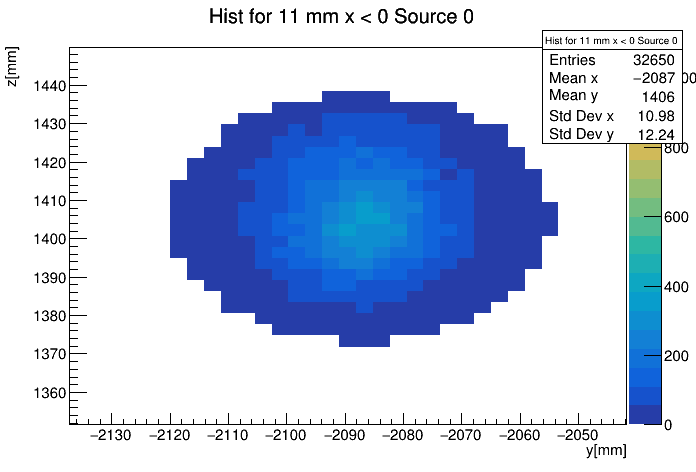 Hist for 11 mm x < 0 Source 0
z[mm]
Hist for 11 mm x < 0 Source 0
Entries 32650
Mean x −2087
Mean y 1406
Std Dev x 10.98
Std Dev y 12.24
1440
1430
1420
1410
1400
1390
1380
1370
1360
800
600
400
200
0
−2130 −2120 −2110 −2100 −2090 −2080 −2070 −2060 −2050
y[mm]